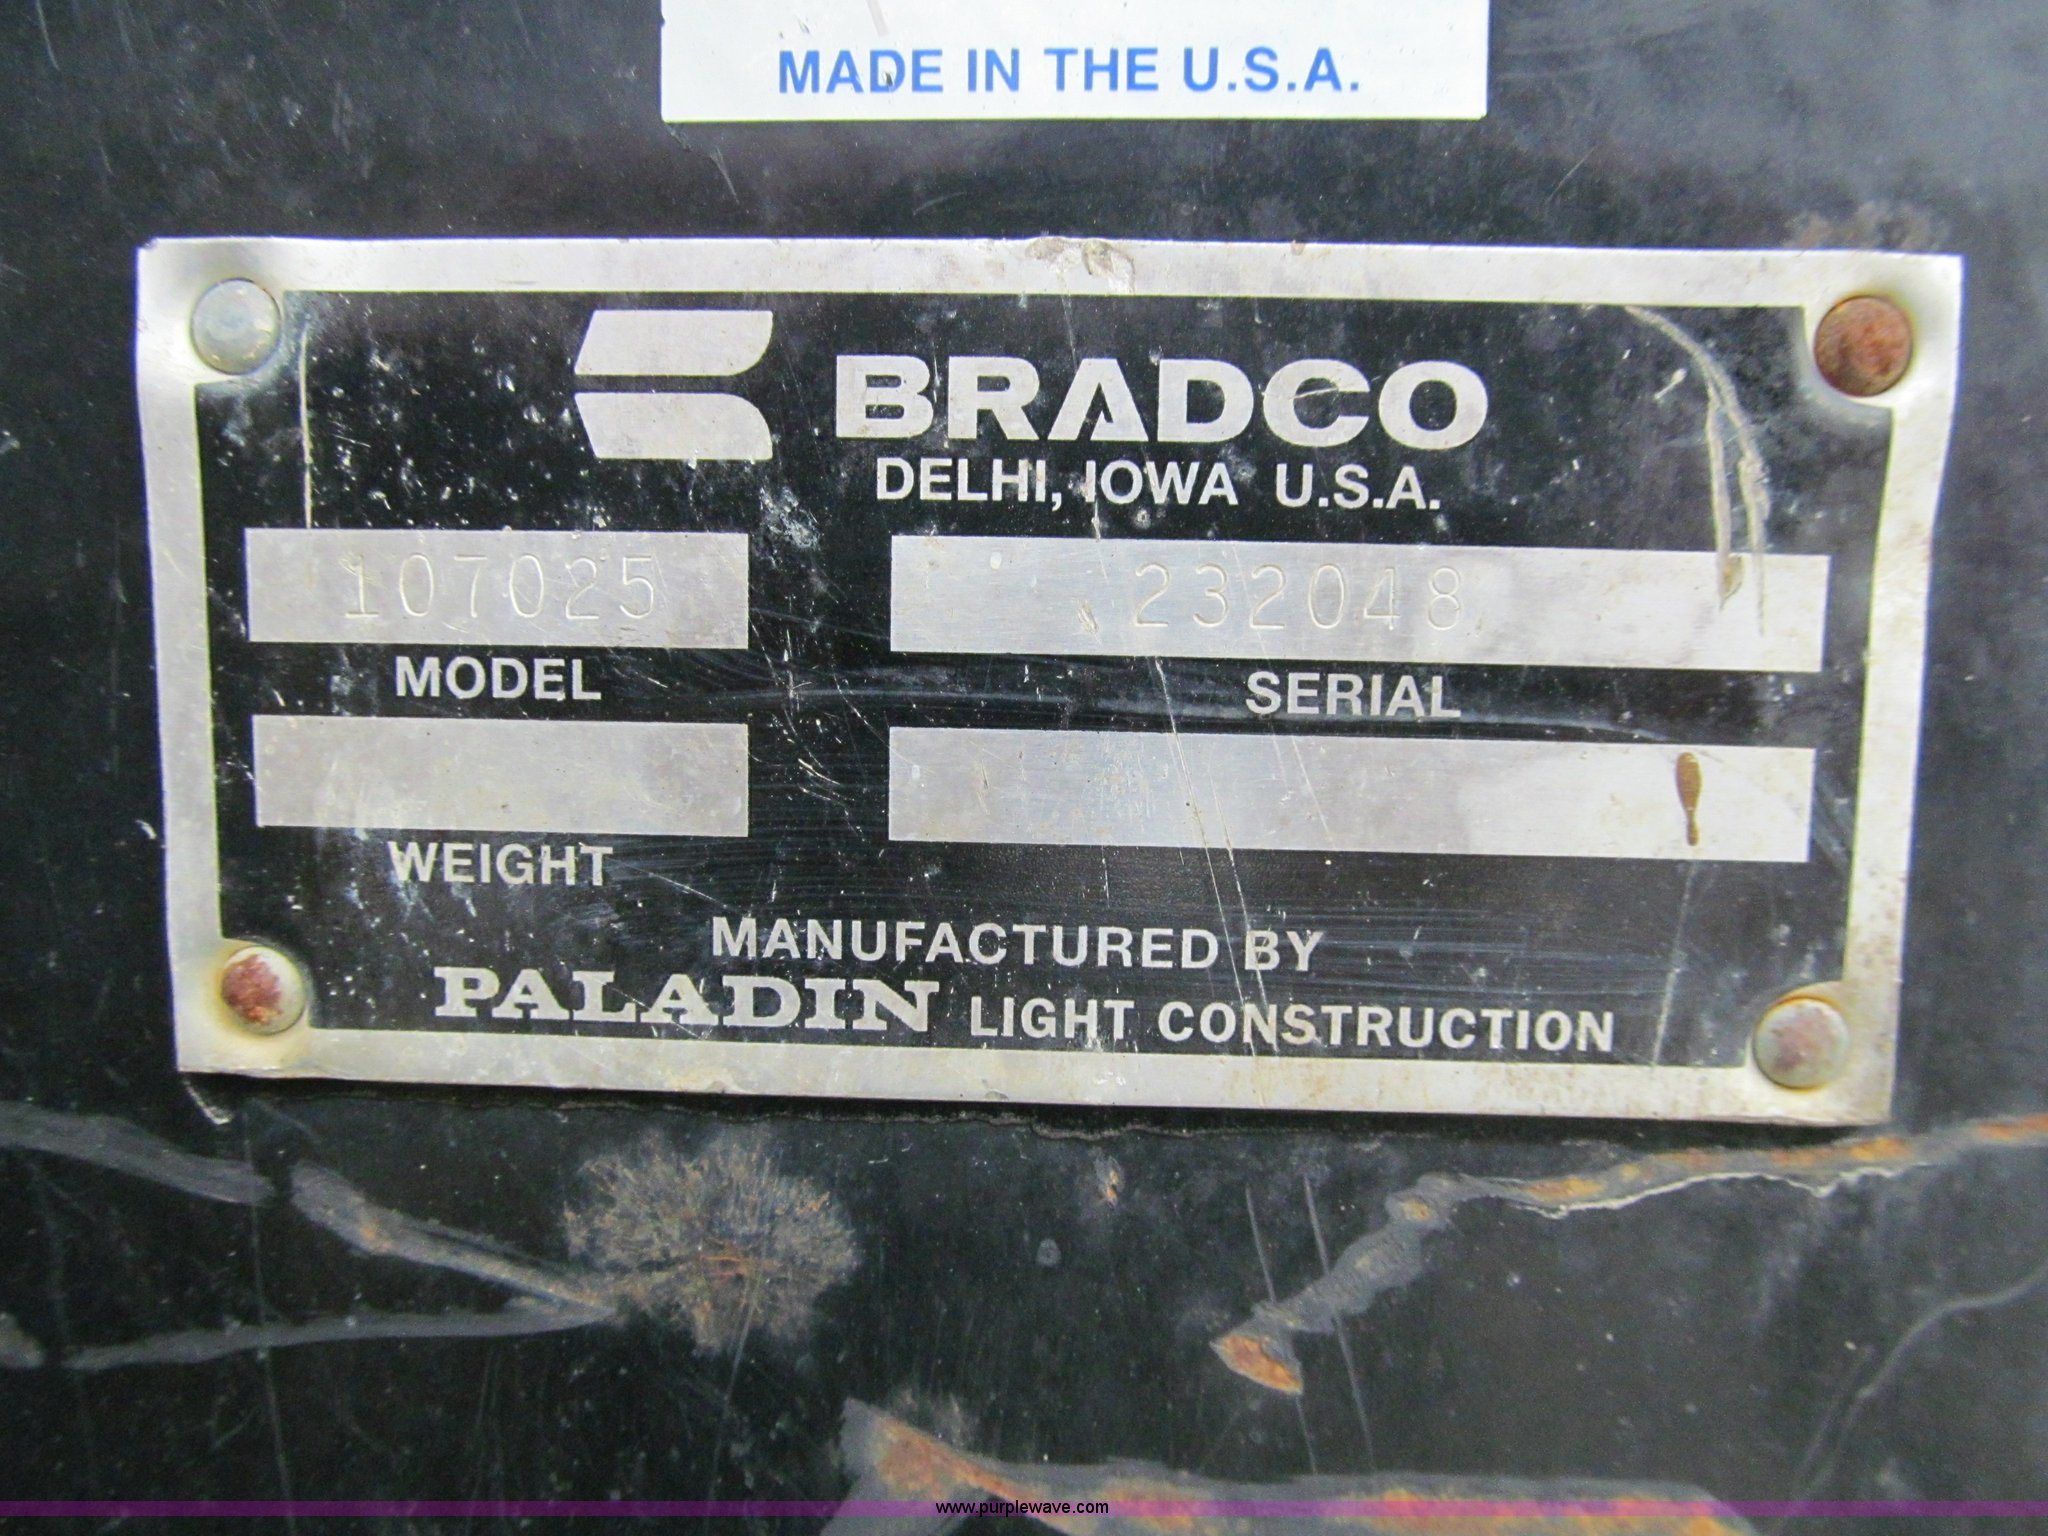 MADE IN THE U.S.A.
BRADCO
DELHI, IOWA U.S.A.
107025 232048
MODEL SERIAL
WEIGHT
MANUFACTURED BY
PALADIN LIGHT CONSTRUCTION
www.purplewave.com